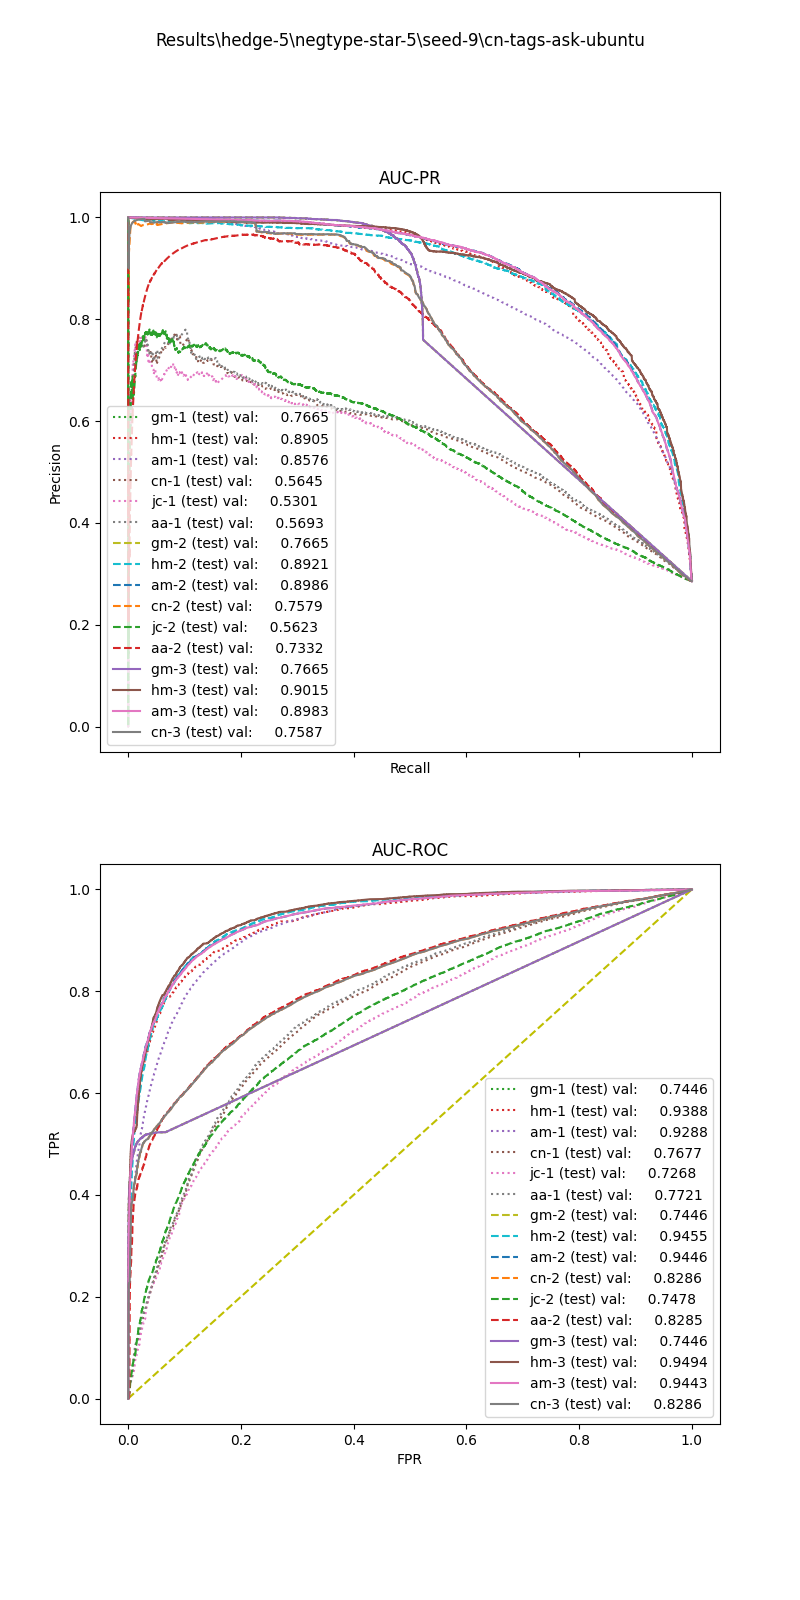 Results\hedge-5\negtype-star-5\seed-9\cn-tags-ask-ubuntu
AUC-PR
1.0
0.8
0.6
0.4
0.2
0.0
Precision
gm-1 (test) val: 0.7665
hm-1 (test) val: 0.8905
am-1 (test) val: 0.8576
cn-1 (test) val: 0.5645
jc-1 (test) val: 0.5301
aa-1 (test) val: 0.5693
gm-2 (test) val: 0.7665
hm-2 (test) val: 0.8921
am-2 (test) val: 0.8986
cn-2 (test) val: 0.7579
jc-2 (test) val: 0.5623
aa-2 (test) val: 0.7332
gm-3 (test) val: 0.7665
hm-3 (test) val: 0.9015
am-3 (test) val: 0.8983
cn-3 (test) val: 0.7587
Recall
AUC-ROC
1.0
0.8
0.6
0.4
0.2
0.0
TPR
gm-1 (test) val: 0.7446
hm-1 (test) val: 0.9388
am-1 (test) val: 0.9288
cn-1 (test) val: 0.7677
jc-1 (test) val: 0.7268
aa-1 (test) val: 0.7721
gm-2 (test) val: 0.7446
hm-2 (test) val: 0.9455
am-2 (test) val: 0.9446
cn-2 (test) val: 0.8286
jc-2 (test) val: 0.7478
aa-2 (test) val: 0.8285
gm-3 (test) val: 0.7446
hm-3 (test) val: 0.9494
am-3 (test) val: 0.9443
cn-3 (test) val: 0.8286
0.0 0.2 0.4 0.6 0.8 1.0
FPR